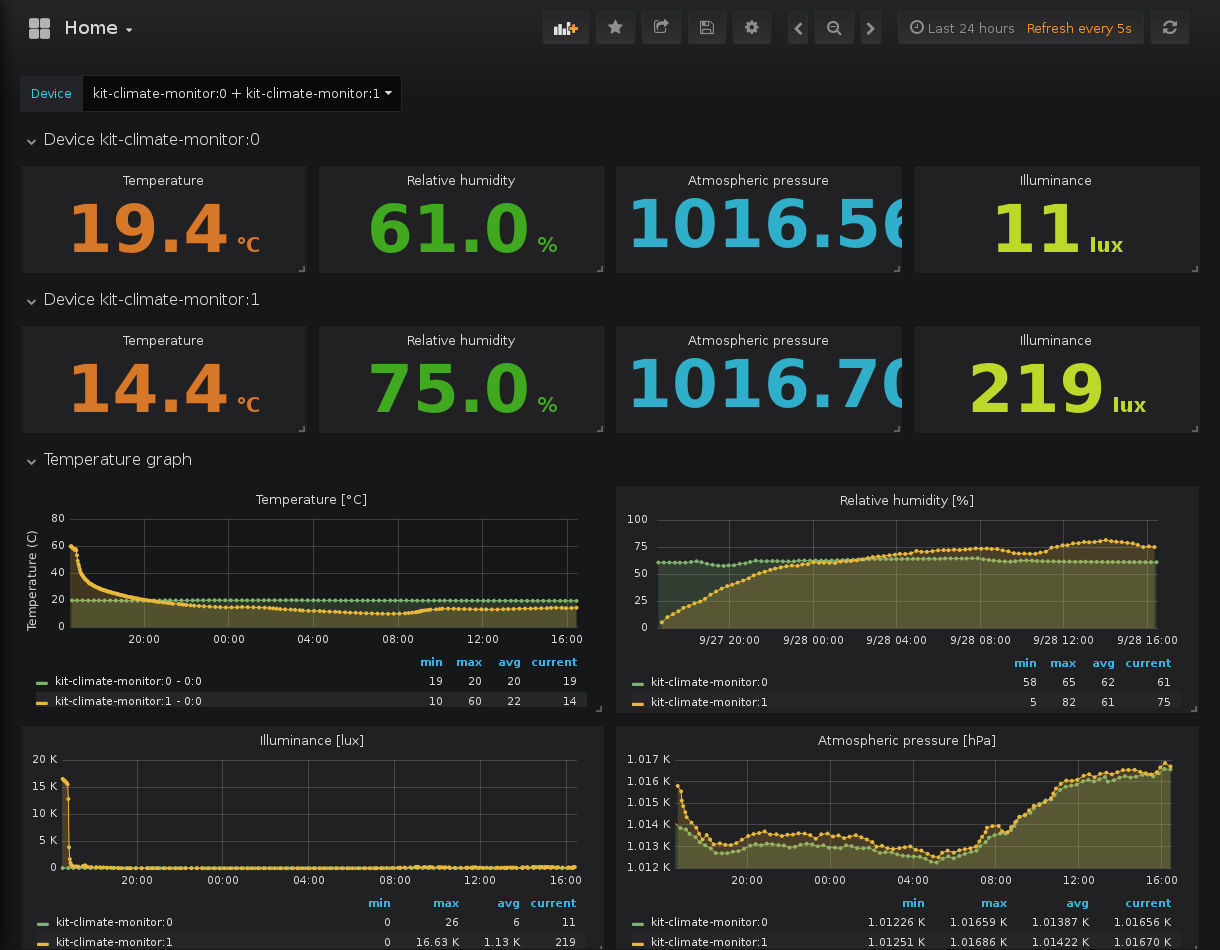 Home
Last 24 hours Refresh every 5s
Device kit-climate-monitor:0 + kit-climate-monitor:1
Device kit-climate-monitor:0
Temperature Relative humidity Atmospheric pressure Illuminance
19.4 °C 61.0 % 1016.56 11 lux
Device kit-climate-monitor:1
Temperature Relative humidity Atmospheric pressure Illuminance
14.4 °C 75.0 % 1016.70 219 lux
Temperature graph
Temperature [°C]
Temperature (C)
80
60
40
20
0
20:00 00:00 04:00 08:00 12:00 16:00
min max avg current
kit-climate-monitor:0 - 0:0 19 20 20 19
kit-climate-monitor:1 - 0:0 10 60 22 14
Relative humidity [%]
100
75
50
25
0
9/27 20:00 9/28 00:00 9/28 04:00 9/28 08:00 9/28 12:00 9/28 16:00
min max avg current
kit-climate-monitor:0 58 65 62 61
kit-climate-monitor:1 5 82 61 75
Illuminance [lux]
20 K
15 K
10 K
5 K
0
20:00 00:00 04:00 08:00 12:00 16:00
min max avg current
kit-climate-monitor:0 0 26 6 11
kit-climate-monitor:1 0 16.63 K 1.13 K 219
Atmospheric pressure [hPa]
1.017 K
1.016 K
1.015 K
1.014 K
1.013 K
1.012 K
20:00 00:00 04:00 08:00 12:00 16:00
min max avg current
kit-climate-monitor:0 1.01226 K 1.01659 K 1.01387 K 1.01656 K
kit-climate-monitor:1 1.01251 K 1.01686 K 1.01422 K 1.01670 K